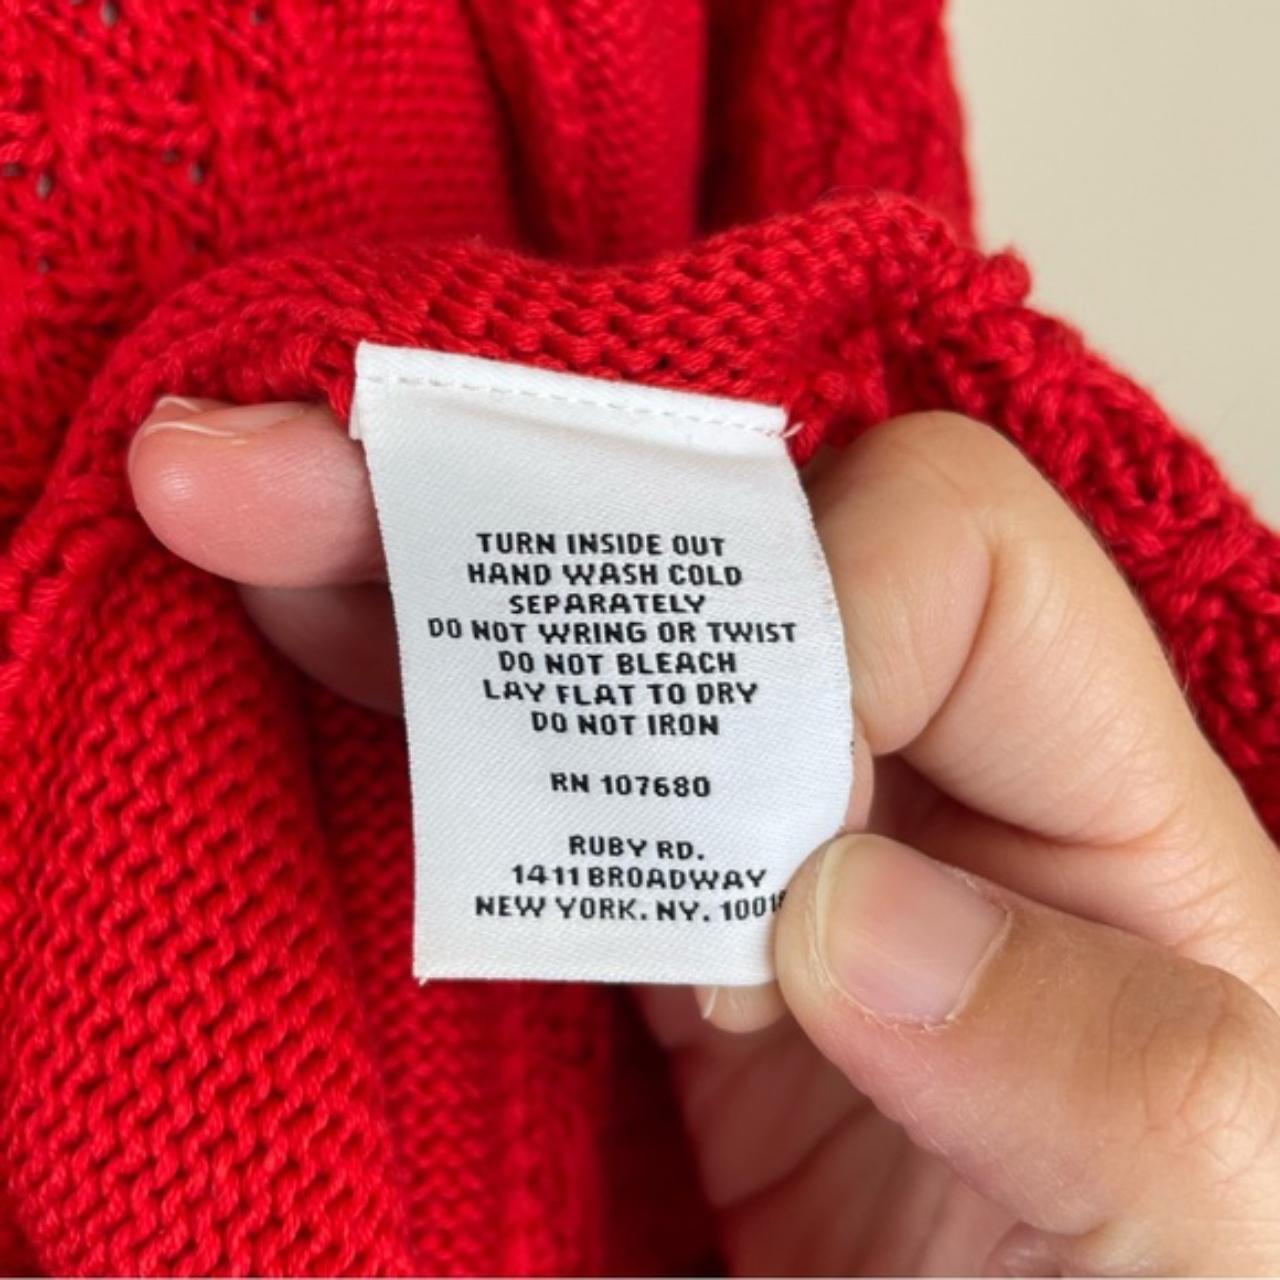 TURN INSIDE OUT
HAND WASH COLD
SEPARATELY
DO NOT WRING OR TWIST
DO NOT BLEACH
LAY FLAT TO DRY
DO NOT IRON
RN 107680
RUBY RD.
1411 BROADWAY
NEW YORK. NY.